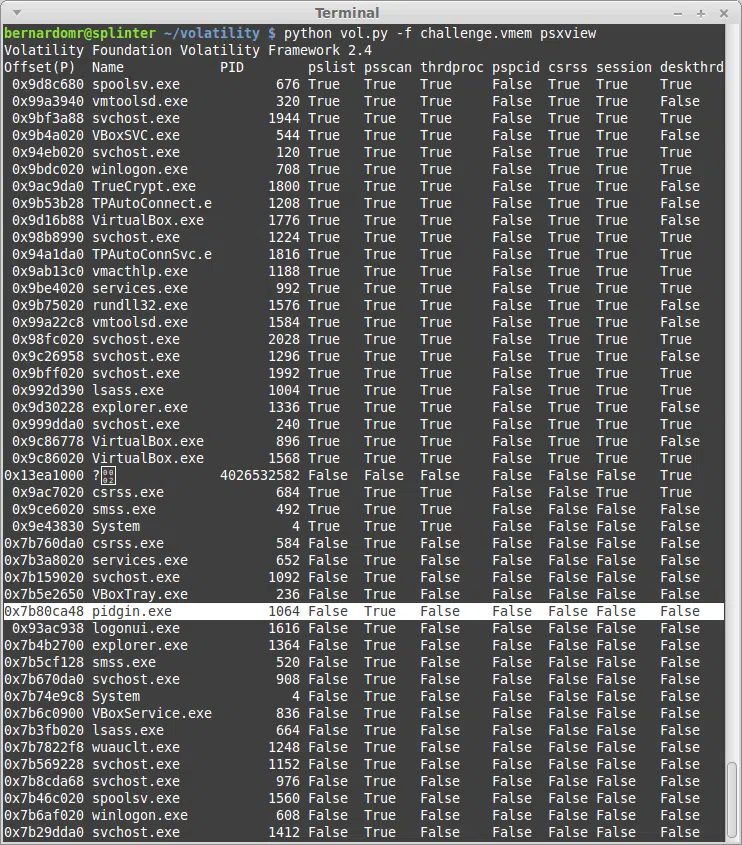 Terminal
bernardomr@splinter ~/volatility $ python vol.py -f challenge.vmem psxview
Volatility Foundation Volatility Framework 2.4
Offset(P)  Name                    PID pslist psscan thrdproc pspcid csrss session deskthrd
0x9d8c680 spoolsv.exe 676 True True True False True True True
0x99a3940 vmtoolsd.exe 320 True True True False True True False
0x9bf3a88 svchost.exe 1944 True True True False True True True
0x9b4a020 VBoxSVC.exe 544 True True True False True True False
0x94eb020 svchost.exe 120 True True True False True True True
0x9bdc020 winlogon.exe 708 True True True False True True True
0x9ac9da0 TrueCrypt.exe 1800 True True True False True True False
0x9b53b28 TPAutoConnect.e 1208 True True True False True True False
0x9d16b88 VirtualBox.exe 1776 True True True False True True False
0x98b8990 svchost.exe 1224 True True True False True True True
0x94a1da0 TPAutoConnSvc.e 1816 True True True False True True True
0x9ab13c0 vmacthlp.exe 1188 True True True False True True True
0x9be4020 services.exe 992 True True True False True True True
0x9b75020 rundll32.exe 1576 True True True False True True False
0x99a22c8 vmtoolsd.exe 1584 True True True False True True False
0x98fc020 svchost.exe 2028 True True True False True True True
0x9c26958 svchost.exe 1296 True True True False True True False
0x9bff020 svchost.exe 1992 True True True False True True True
0x992d390 lsass.exe 1004 True True True False True True True
0x9d30228 explorer.exe 1336 True True True False True True False
0x999dda0 svchost.exe 240 True True True False True True True
0x9c86778 VirtualBox.exe 896 True True True False True True False
0x9c86020 VirtualBox.exe 1568 True True True False True True True
0x13ea1000 ? 4026532582 False False False False False False True
0x9ac7020 csrss.exe 684 True True True False False True True
0x9ce6020 smss.exe 492 True True True False False False False
0x9e43830 System 4 True True True False False False False
0x7b760da0 csrss.exe 584 False True False False False False False
0x7b3a8020 services.exe 652 False True False False False False False
0x7b159020 svchost.exe 1092 False True False False False False False
0x7b5e2650 VBoxTray.exe 236 False True False False False False False
0x7b80ca48 pidgin.exe 1064 False True False False False False False
0x93ac938 logonui.exe 1616 False True False False False False False
0x7b4b2700 explorer.exe 1364 False True False False False False False
0x7b5cf128 smss.exe 520 False True False False False False False
0x7b670da0 svchost.exe 908 False True False False False False False
0x7b74e9c8 System 4 False True False False False False False
0x7b6c0900 VBoxService.exe 836 False True False False False False False
0x7b3fb020 lsass.exe 664 False True False False False False False
0x7b7822f8 wuauclt.exe 1248 False True False False False False False
0x7b569228 svchost.exe 1152 False True False False False False False
0x7b8cda68 svchost.exe 976 False True False False False False False
0x7b46c020 spoolsv.exe 1560 False True False False False False False
0x7b6af020 winlogon.exe 608 False True False False False False False
0x7b29dda0 svchost.exe 1412 False True False False False False False